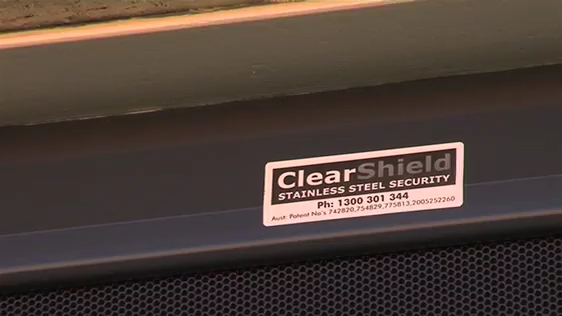 ClearShield
STAINLESS STEEL SECURITY
Ph: 1300 301 344
Aust: Patent No's 742820,754829,775813,2005252260